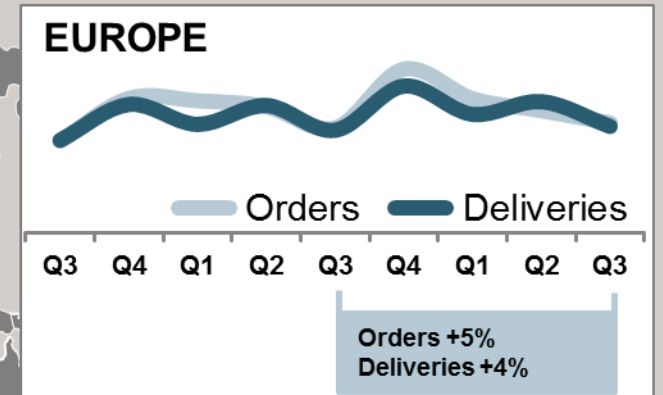 EUROPE
Orders Deliveries
Q3 Q4 Q1 Q2 Q3 Q4 Q1 Q2 Q3
Orders +5%
Deliveries +4%